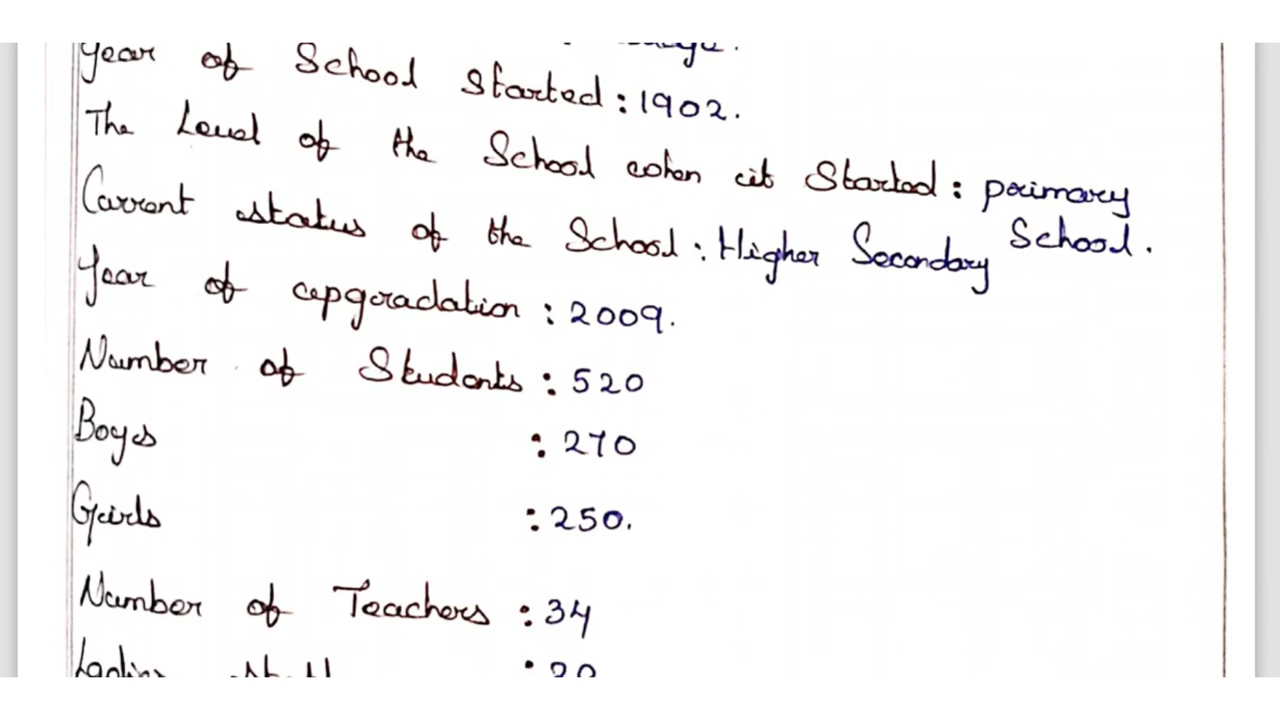 Year of School Started : 1902.
The Level of the School when it Started : primary
School.
Current status of the School : Higher Secondary
Year of upgradation : 2009.
Number of Students : 520
Boys : 270
Girls : 250.
Number of Teachers : 34